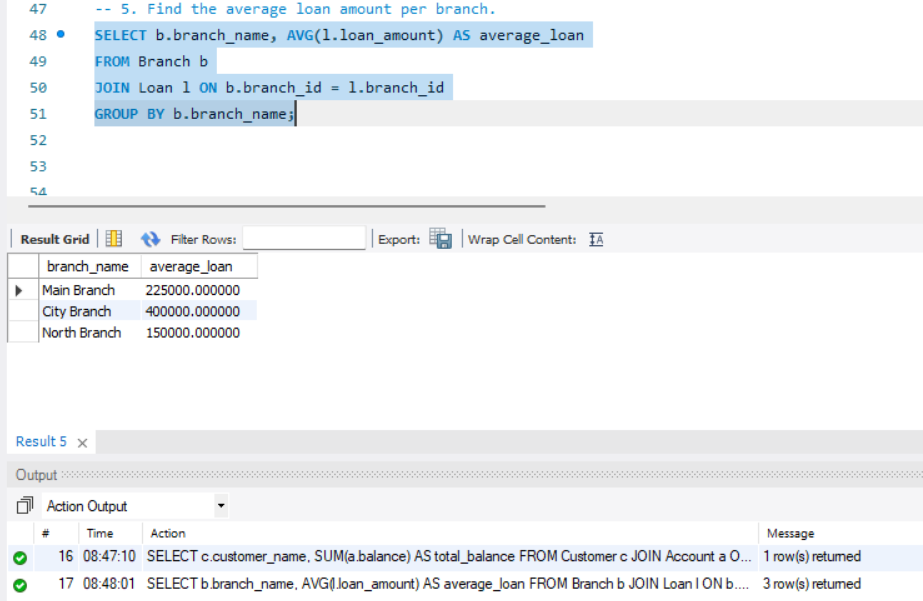 47 -- 5. Find the average loan amount per branch.
48 SELECT b.branch_name, AVG(l.loan_amount) AS average_loan
49 FROM Branch b
50 JOIN Loan l ON b.branch_id = l.branch_id
51 GROUP BY b.branch_name;
52
53
54
Result Grid Filter Rows: Export: Wrap Cell Content: IA
branch_name average_loan
Main Branch 225000.000000
City Branch 400000.000000
North Branch 150000.000000
Result 5 ×
Output
Action Output
# Time Action Message
16 08:47:10 SELECT c.customer_name, SUM(a.balance) AS total_balance FROM Customer c JOIN Account a O... 1 row(s) returned
17 08:48:01 SELECT b.branch_name, AVG(l.loan_amount) AS average_loan FROM Branch b JOIN Loan l ON b.... 3 row(s) returned